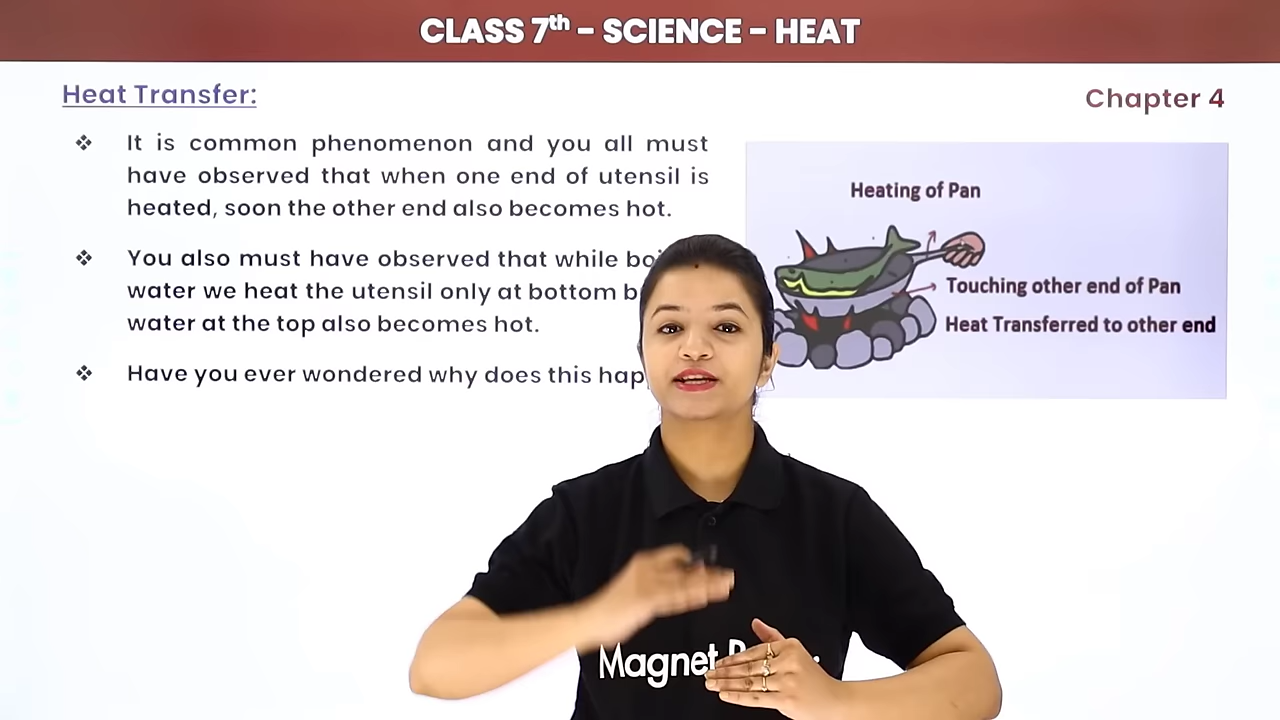 CLASS 7th - SCIENCE - HEAT
Heat Transfer:
Chapter 4
❖ It is common phenomenon and you all must
have observed that when one end of utensil is
heated, soon the other end also becomes hot.
❖ You also must have observed that while
water we heat the utensil only at bottom
water at the top also becomes hot.
❖ Have you ever wondered why does this
Heating of Pan
Touching other end of Pan
Heat Transferred to other end
Magnet